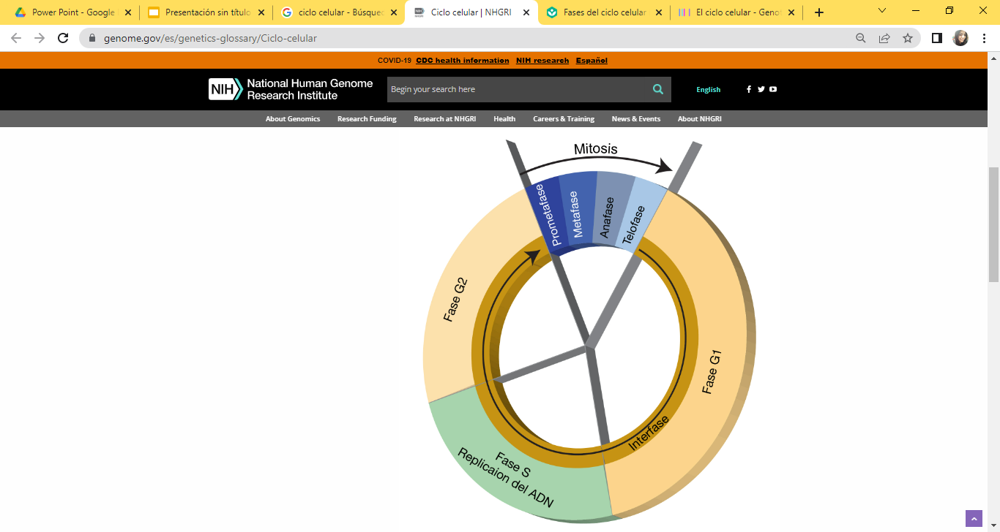 Power Point - Google
Presentación sin título
ciclo celular - Búsqued
Ciclo celular | NHGRI
Fases del ciclo celular
El ciclo celular - Genot
genome.gov/es/genetics-glossary/Ciclo-celular
COVID-19 CDC health information NIH research Español
NIH National Human Genome
Research Institute
Begin your search here
English
About Genomics Research Funding Research at NHGRI Health Careers & Training News & Events About NHGRI
Mitosis
Prometafase
Metafase
Anafase
Telofase
Fase G2
Fase G1
Interfase
Fase S
Replicaion del ADN